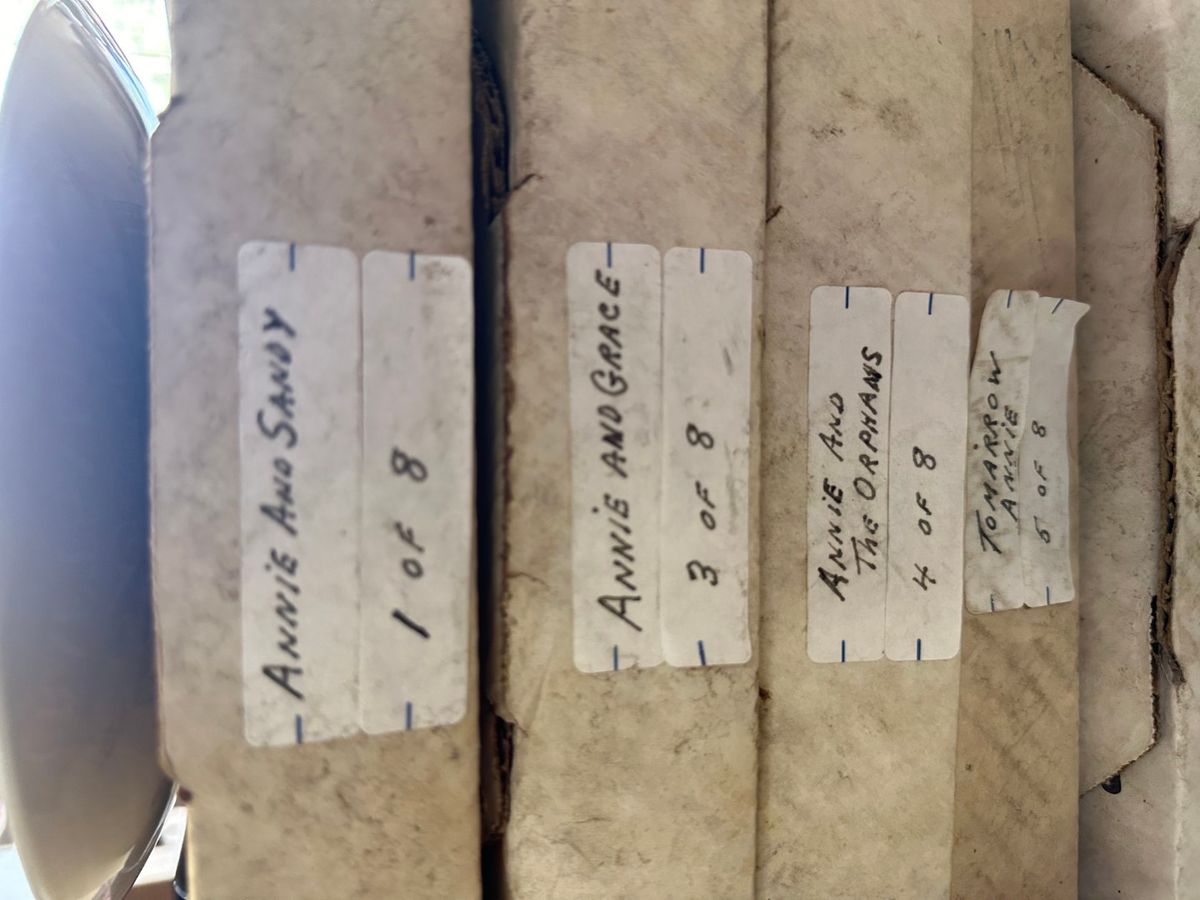 ANNIE AND SANDY
1 OF 8
ANNIE AND GRACE
3 OF 8
ANNIE AND
THE ORPHANS
4 OF 8
TOMARROW
ANNIE
5 OF 8